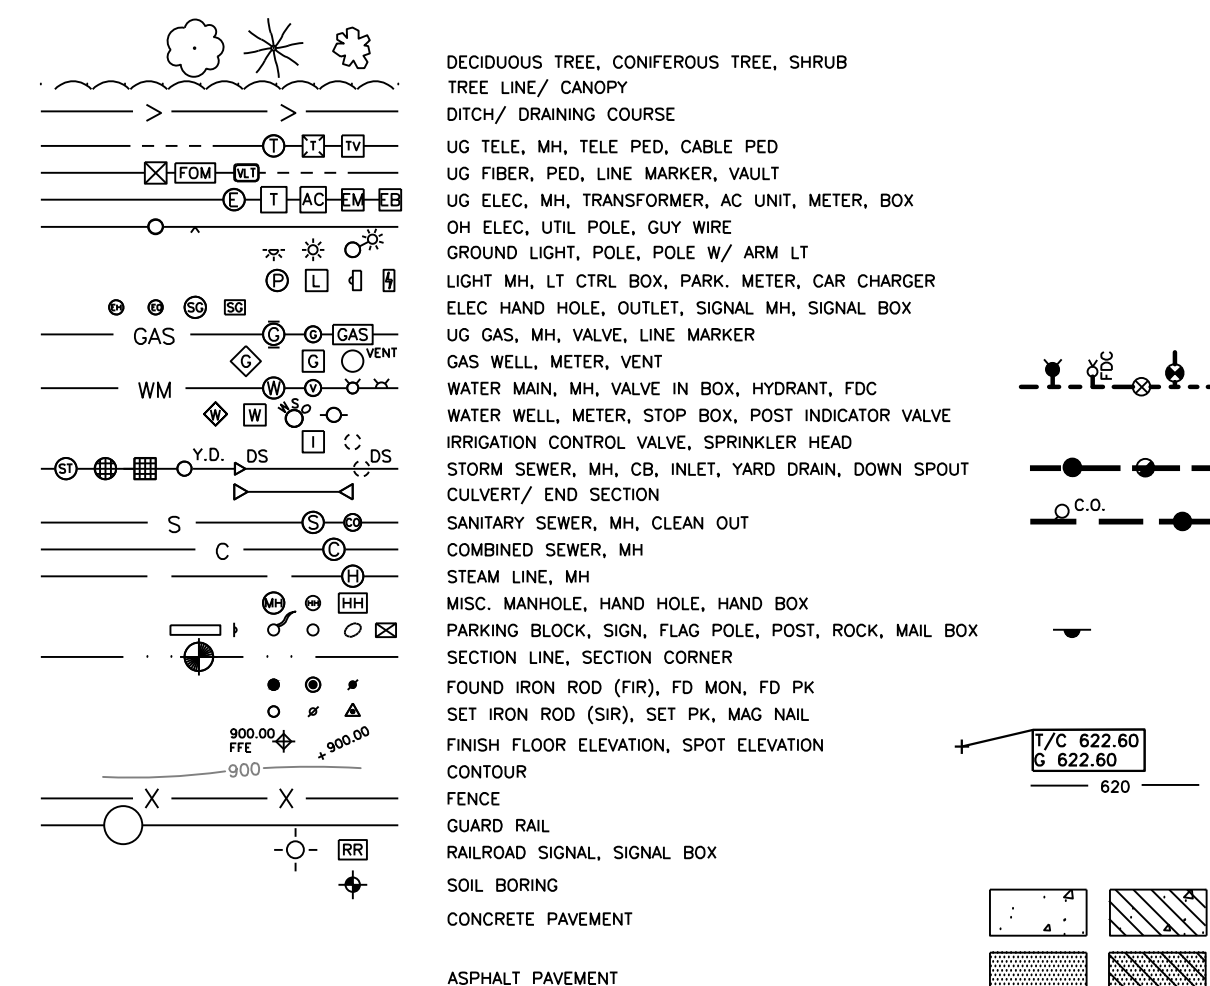 DECIDUOUS TREE, CONIFEROUS TREE, SHRUB
TREE LINE/ CANOPY
> > DITCH/ DRAINING COURSE
T T TV UG TELE, MH, TELE PED, CABLE PED
FOM VLT UG FIBER, PED, LINE MARKER, VAULT
E T AC EM EB UG ELEC, MH, TRANSFORMER, AC UNIT, METER, BOX
OH ELEC, UTIL POLE, GUY WIRE
GROUND LIGHT, POLE, POLE W/ ARM LT
P L LIGHT MH, LT CTRL BOX, PARK. METER, CAR CHARGER
EH EO SG SG ELEC HAND HOLE, OUTLET, SIGNAL MH, SIGNAL BOX
GAS G G GAS UG GAS, MH, VALVE, LINE MARKER
G G VENT GAS WELL, METER, VENT
FDC
WM W V WATER MAIN, MH, VALVE IN BOX, HYDRANT, FDC
W W WSO WATER WELL, METER, STOP BOX, POST INDICATOR VALVE
I IRRIGATION CONTROL VALVE, SPRINKLER HEAD
ST Y.D. DS DS STORM SEWER, MH, CB, INLET, YARD DRAIN, DOWN SPOUT
CULVERT/ END SECTION
C.O.
S S CO SANITARY SEWER, MH, CLEAN OUT
C C COMBINED SEWER, MH
H STEAM LINE, MH
MH HH HH MISC. MANHOLE, HAND HOLE, HAND BOX
PARKING BLOCK, SIGN, FLAG POLE, POST, ROCK, MAIL BOX
SECTION LINE, SECTION CORNER
FOUND IRON ROD (FIR), FD MON, FD PK
SET IRON ROD (SIR), SET PK, MAG NAIL
900.00 +900.00 T/C 622.60
FFE FINISH FLOOR ELEVATION, SPOT ELEVATION G 622.60
900 CONTOUR 620
X X FENCE
GUARD RAIL
RR RAILROAD SIGNAL, SIGNAL BOX
SOIL BORING
CONCRETE PAVEMENT
ASPHALT PAVEMENT